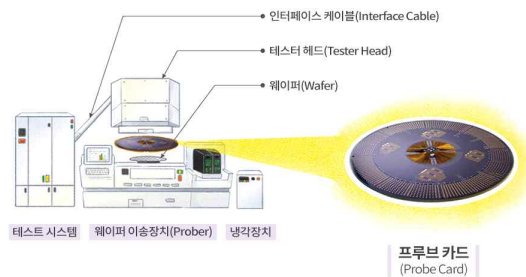 인터페이스 케이블(Interface Cable)
테스터 헤드(Tester Head)
웨이퍼(Wafer)
테스트 시스템
웨이퍼 이송장치(Prober)
냉각장치
프루브 카드
(Probe Card)